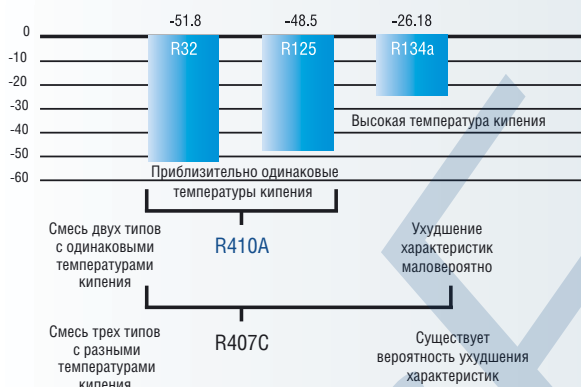 -51.8 -48.5 -26.18
0
R32 R125 R134a
-10
-20
-30
Высокая температура кипения
-40
-50
Приблизительно одинаковые
-60
температуры кипения
Смесь двух типов
с одинаковыми
температурами
кипения
R410A
Ухудшение
характеристик
маловероятно
Смесь трех типов
с разными
температурами
кипения
R407C
Существует
вероятность ухудшения
характеристик